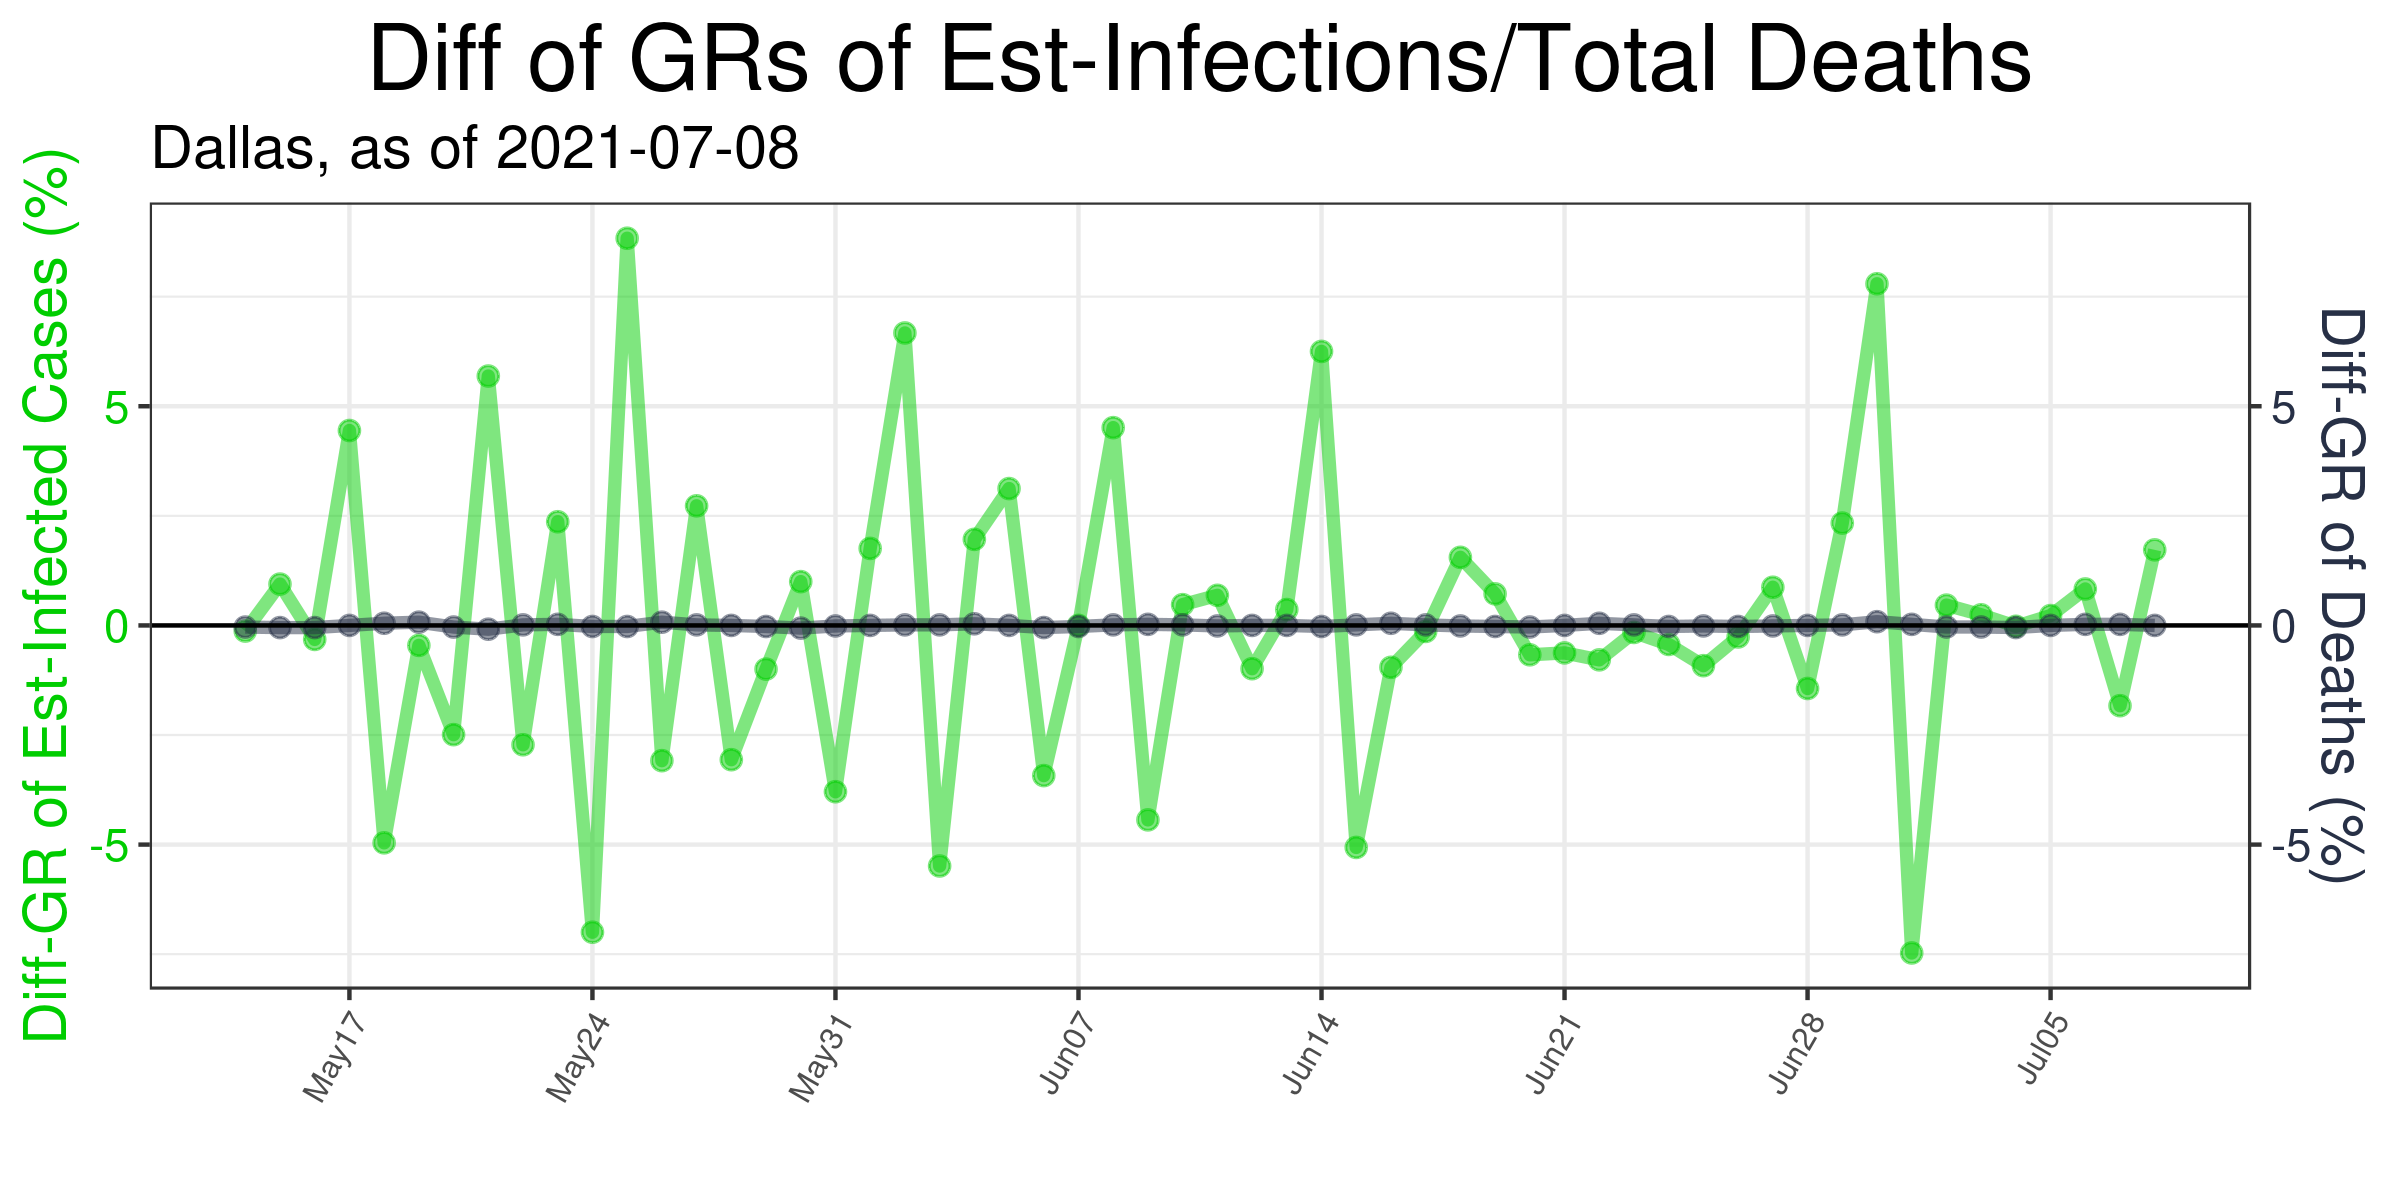 Diff of GRs of Est-Infections/Total Deaths
Dallas, as of 2021-07-08
Diff-GR of Est-Infected Cases (%)
5
0
-5
5
0
-5
Diff-GR of Deaths (%)
May17
May24
May31
Jun07
Jun14
Jun21
Jun28
Jul05